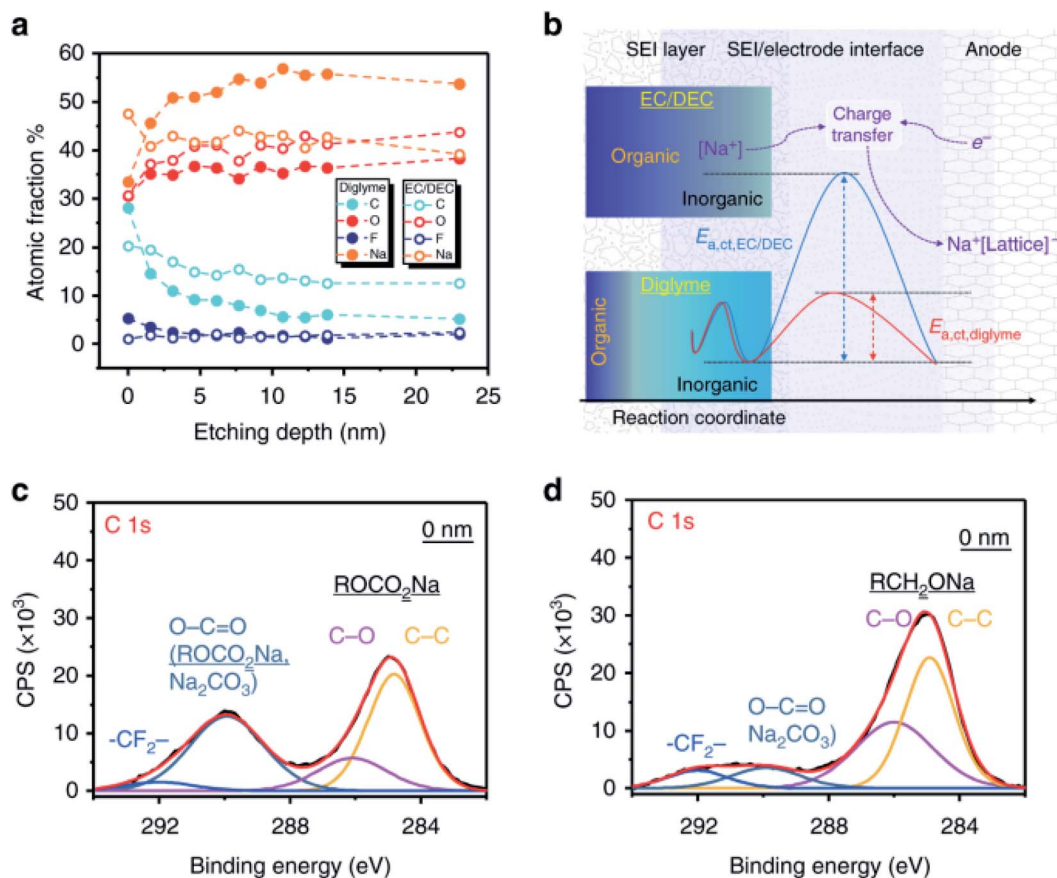 a
60
50
40
30
20
10
0
Atomic fraction %
0 5 10 15 20 25
Etching depth (nm)
Diglyme EC/DEC
C C
O O
F F
Na Na
b
SEI layer SEI/electrode interface Anode
EC/DEC
Charge
transfer
Organic [Na⁺] e⁻
Inorganic
Eₐ,ct,EC/DEC
Na⁺[Lattice]⁻
Diglyme
Organic
Eₐ,ct,diglyme
Inorganic
Reaction coordinate
c
C 1s 0 nm
50
40
30
20
10
0
CPS (×10³)
ROCO₂Na
O–C=O C–O C–C
(ROCO₂Na,
Na₂CO₃)
-CF₂–
292 288 284
Binding energy (eV)
d
C 1s 0 nm
50
40
30
20
10
0
CPS (×10³)
RCH₂ONa
C–O C–C
O–C=O
Na₂CO₃)
-CF₂–
292 288 284
Binding energy (eV)